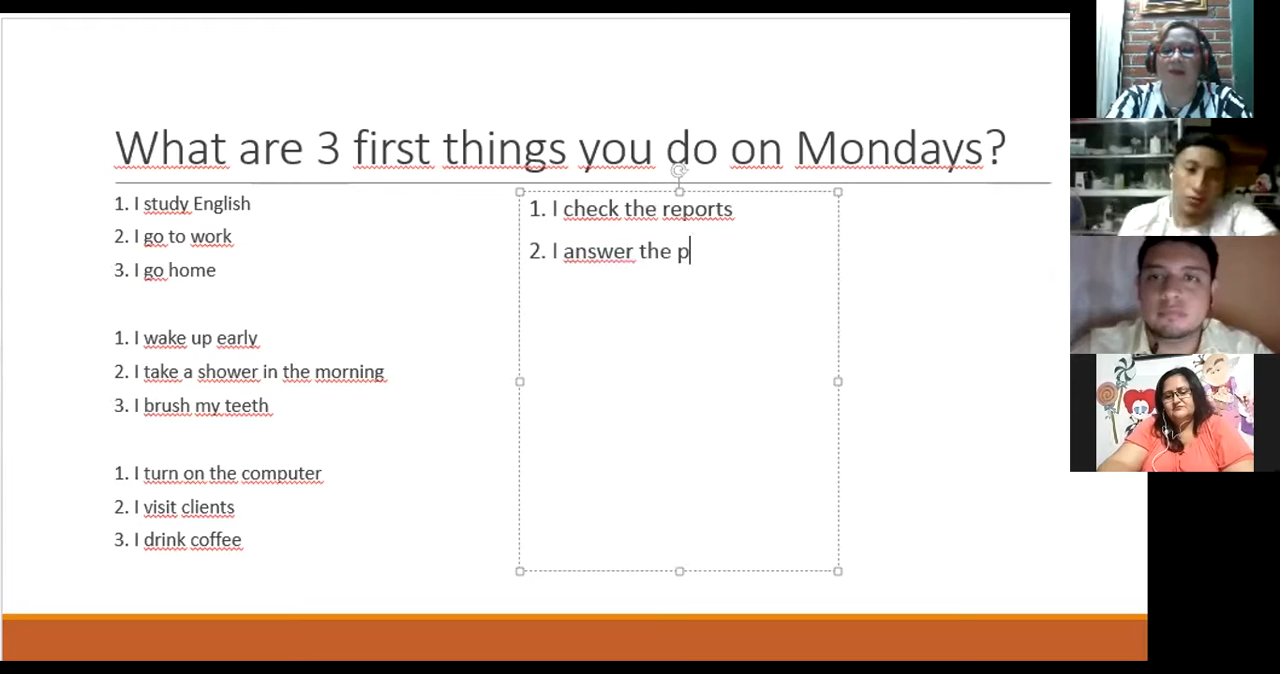 What are 3 first things you do on Mondays?
1. I study English
2. I go to work
3. I go home
1. I wake up early
2. I take a shower in the morning
3. I brush my teeth
1. I turn on the computer
2. I visit clients
3. I drink coffee
1. I check the reports
2. I answer the p